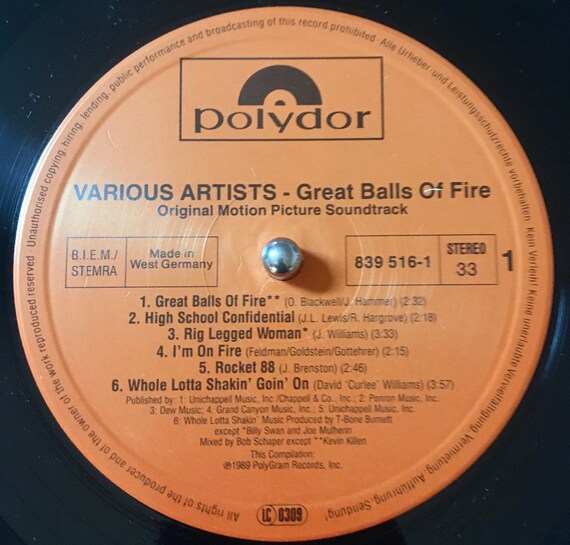 polydor
VARIOUS ARTISTS - Great Balls Of Fire
Original Motion Picture Soundtrack
B.I.E.M./
STEMRA
Made in
West Germany
839 516-1
STEREO
33
1
1. Great Balls Of Fire** (O. Blackwell/J. Hammer) (2:32)
2. High School Confidential (J.L. Lewis/R. Hargrove) (2:18)
3. Rig Legged Woman* (J. Williams) (3:33)
4. I'm On Fire (Feldman/Goldstein/Gottehrer) (2:15)
5. Rocket 88 (J. Brenston) (2:46)
6. Whole Lotta Shakin' Goin' On (David 'Curlee' Williams) (3:57)
Published by: 1: Unichappell Music. Inc /Chappell & Co., Inc.; 2: Penron Music, Inc.
3: Dew Music; 4. Grand Canyon Music, Inc.; 5. Unichappell Music, Inc.
6: Whole Lotta Shakin' Music Produced by T-Bone Burnett
except *Billy Swan and Joe Mulherin
Mixed by Bob Schaper except **Kevin Killen
This Compilation:
℗1989 PolyGram Records, Inc.
LC 0309
All rights of the producer and of the owner of the work reproduced reserved Unauthorised copying, hiring, lending, public performance and broadcasting of this record prohibited · Alle Urheber und Leistungsschutzrechte vorbehalten Kein Verleih! Keine unerlaubte Vervielfältigung, Vermietung, Aufführung, Sendung!